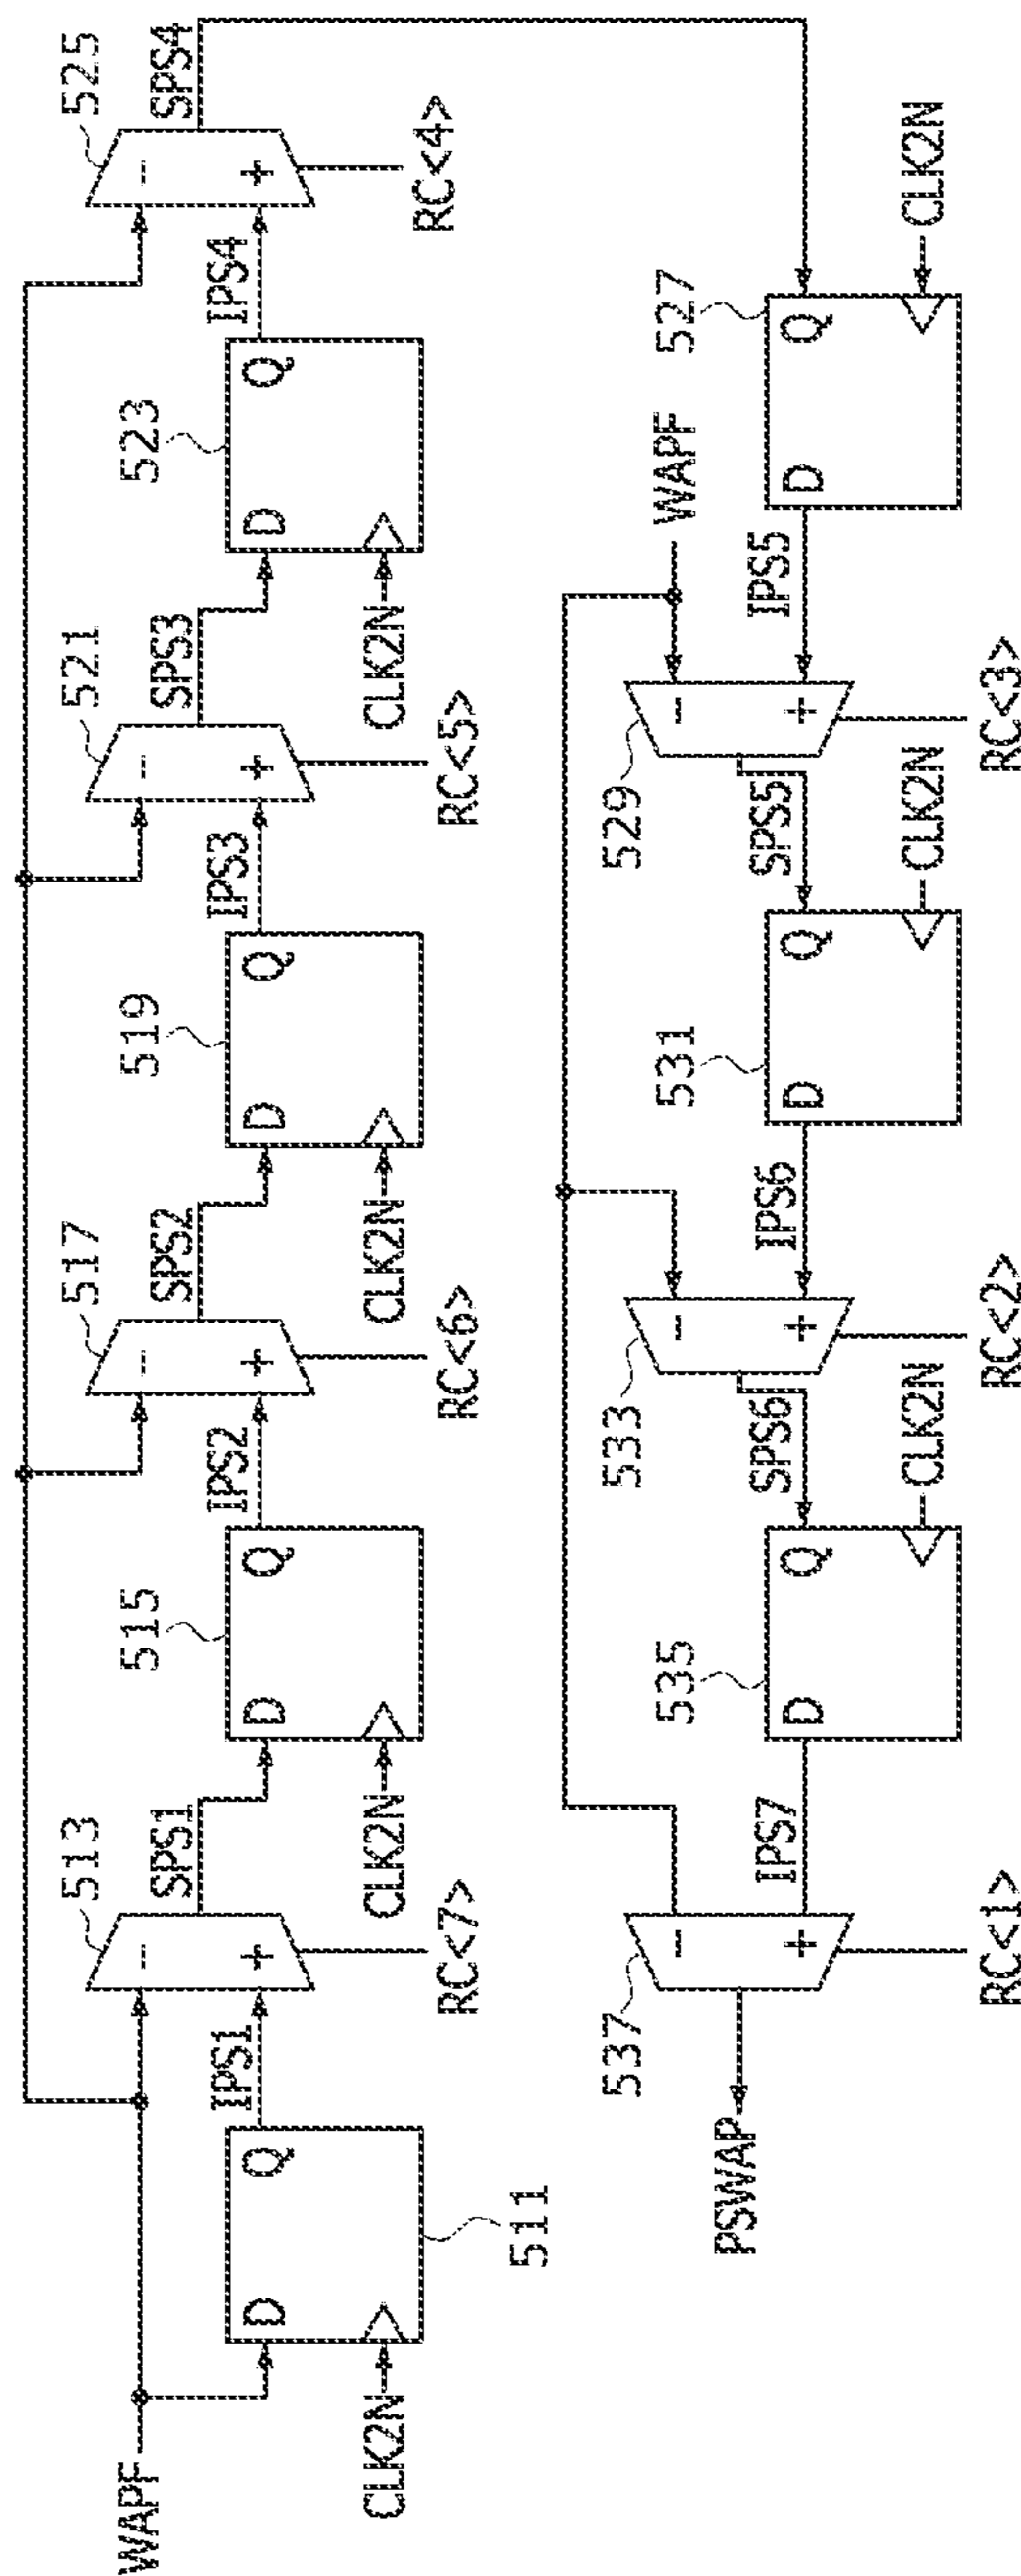 WAPF
D
Q
CLK2N
511
IPS1
513
−
+
RC<7>
SPS1
515
D
Q
CLK2N
IPS2
517
−
+
RC<6>
SPS2
519
D
Q
CLK2N
IPS3
521
−
+
RC<5>
SPS3
523
D
Q
CLK2N
IPS4
525
−
+
RC<4>
SPS4
PSWAP
537
−
+
RC<1>
IPS7
535
D
Q
CLK2N
SPS6
533
−
+
RC<2>
IPS6
531
D
Q
CLK2N
SPS5
529
−
+
RC<3>
WAPF
IPS5
527
D
Q
CLK2N